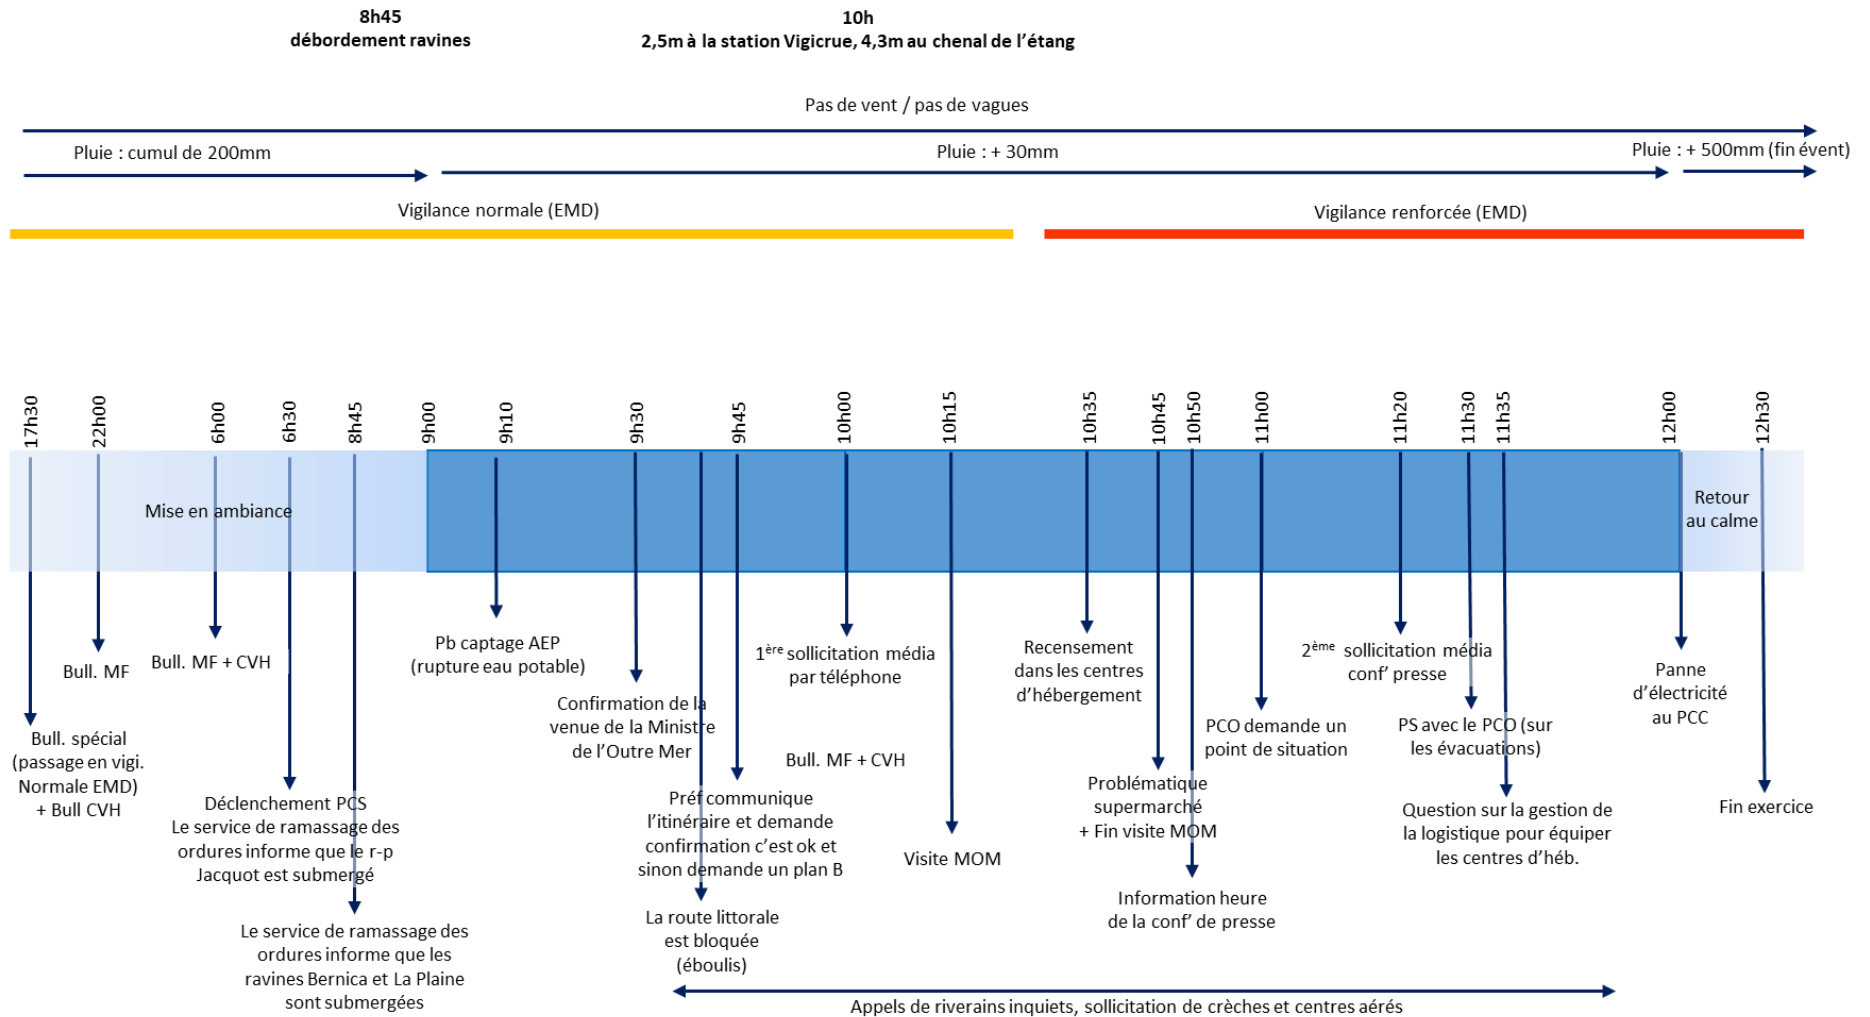 8h45
débordement ravines
10h
2,5m à la station Vigicrue, 4,3m au chenal de l'étang
Pas de vent / pas de vagues
Pluie : cumul de 200mm
Pluie : + 30mm
Pluie : + 500mm (fin évent)
Vigilance normale (EMD)
Vigilance renforcée (EMD)
17h30
22h00
6h00
6h30
8h45
9h00
9h10
9h30
9h45
10h00
10h15
10h35
10h45
10h50
11h00
11h20
11h30
11h35
12h00
12h30
Mise en ambiance
Retour
au calme
Bull. spécial
(passage en vigi.
Normale EMD)
+ Bull CVH
Bull. MF
Bull. MF + CVH
Déclenchement PCS
Le service de ramassage des
ordures informe que le r-p
Jacquot est submergé
Le service de ramassage des
ordures informe que les
ravines Bernica et La Plaine
sont submergées
Pb captage AEP
(rupture eau potable)
Confirmation de la
venue de la Ministre
de l'Outre Mer
La route littorale
est bloquée
(éboulis)
Préf communique
l'itinéraire et demande
confirmation c'est ok et
sinon demande un plan B
1ère sollicitation média
par téléphone
Bull. MF + CVH
Visite MOM
Recensement
dans les centres
d'hébergement
Problématique
supermarché
+ Fin visite MOM
Information heure
de la conf' de presse
PCO demande un
point de situation
2ème sollicitation média
conf' presse
PS avec le PCO (sur
les évacuations)
Question sur la gestion de
la logistique pour équiper
les centres d'héb.
Panne
d'électricité
au PCC
Fin exercice
Appels de riverains inquiets, sollicitation de crèches et centres aérés